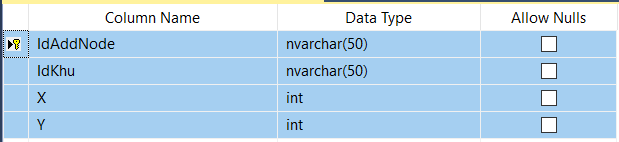 Column Name Data Type Allow Nulls
IdAddNode nvarchar(50)
IdKhu nvarchar(50)
X int
Y int